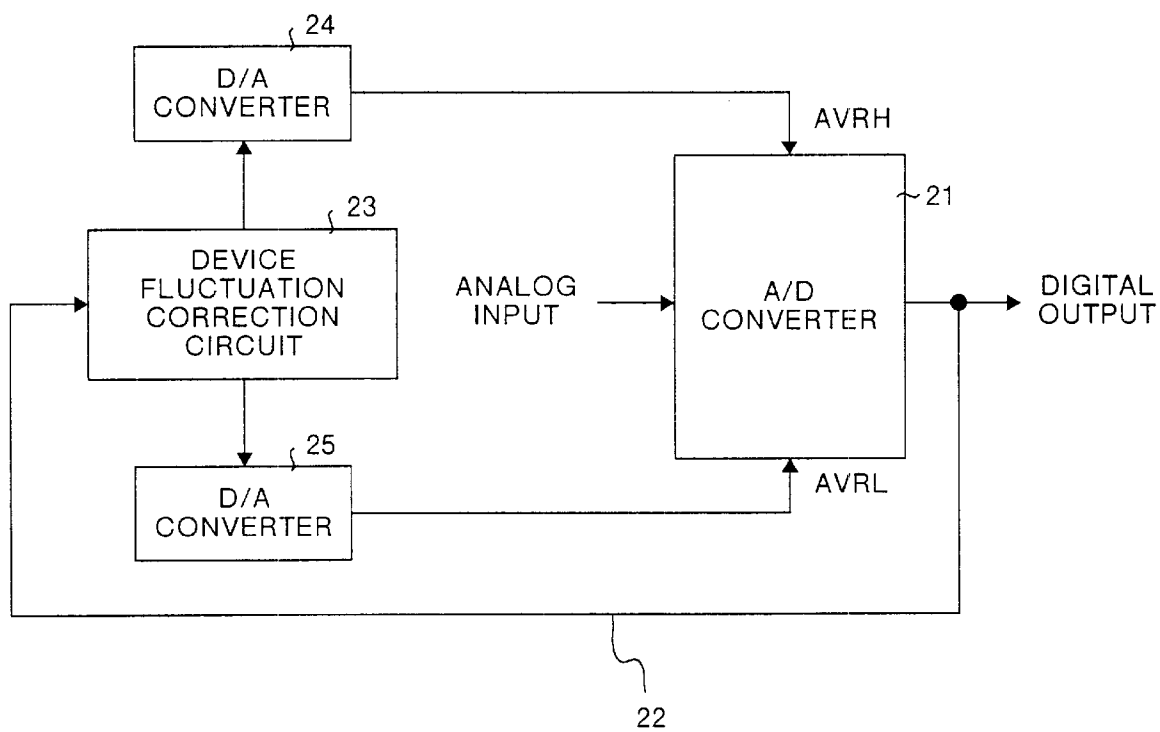 24
D/A
CONVERTER
AVRH
21
23
DEVICE
FLUCTUATION
CORRECTION
CIRCUIT
ANALOG
INPUT
A/D
CONVERTER
DIGITAL
OUTPUT
25
D/A
CONVERTER
AVRL
22